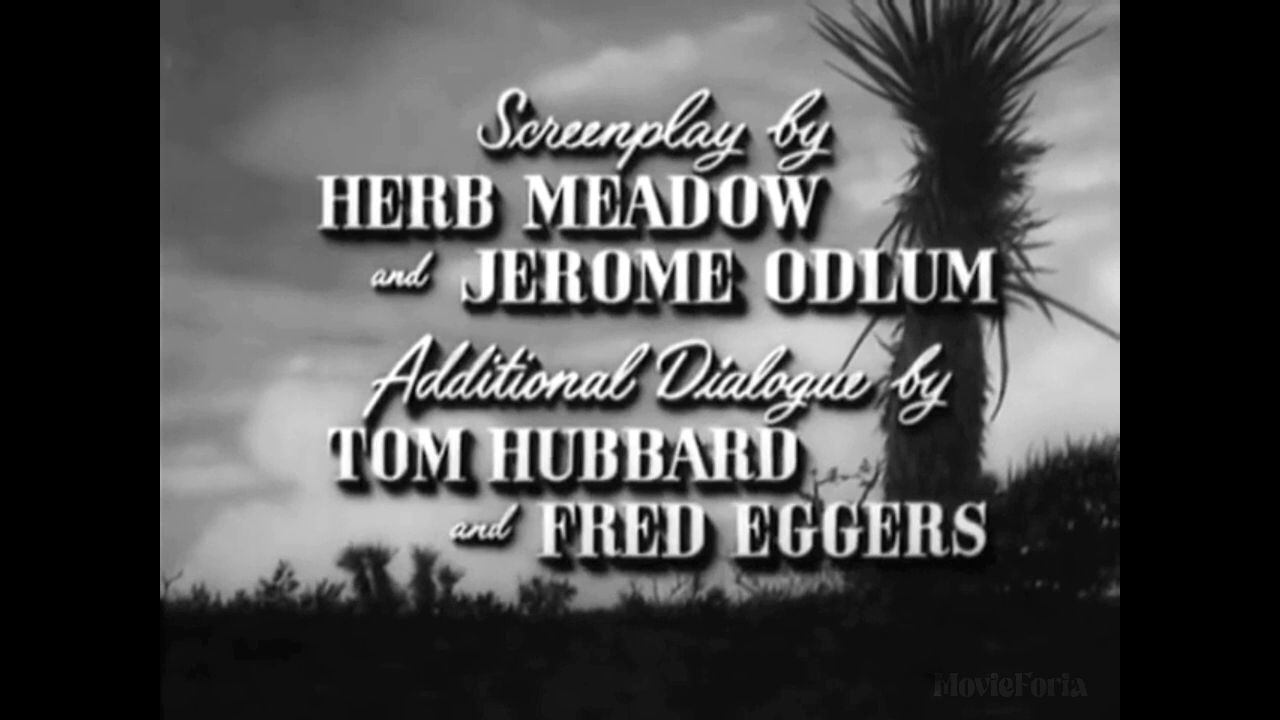 Screenplay by
HERB MEADOW
and JEROME ODLUM
Additional Dialogue by
TOM HUBBARD
and FRED EGGERS
MovieForia